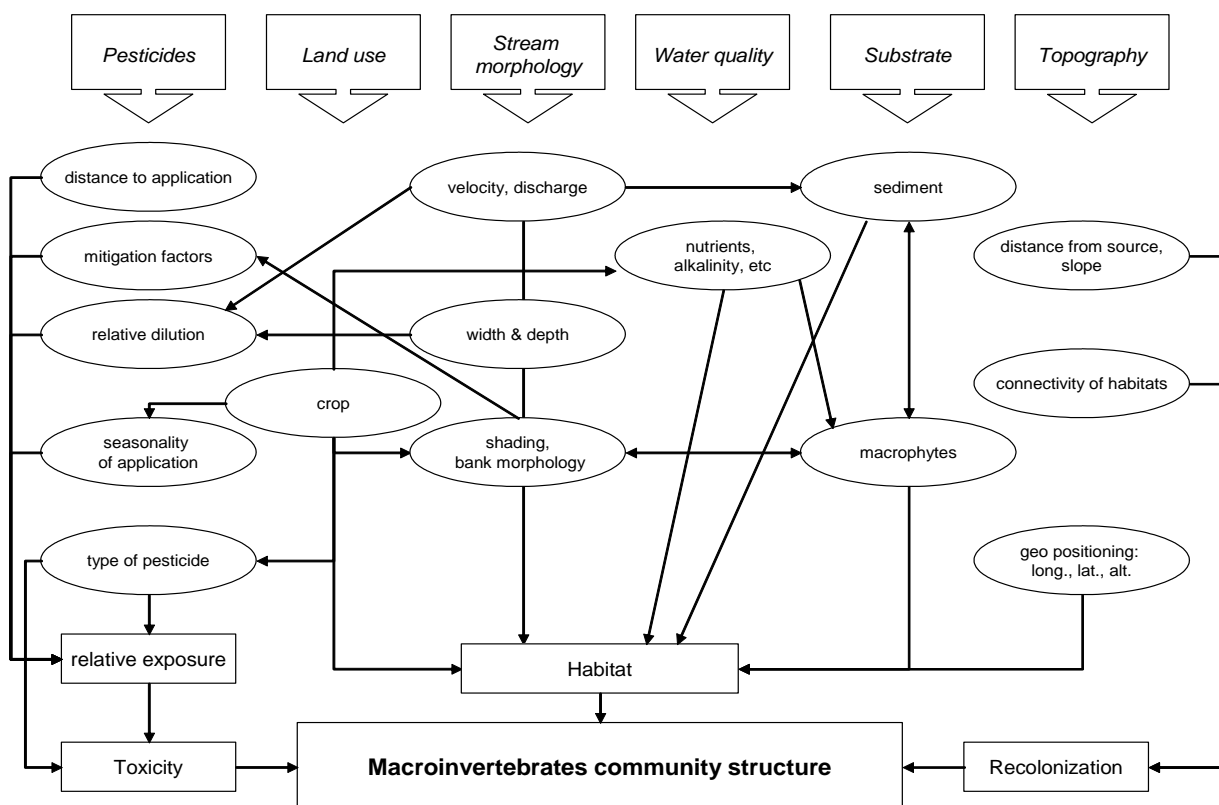 Pesticides
Land use
Stream
morphology
Water quality
Substrate
Topography
distance to application
velocity, discharge
sediment
mitigation factors
nutrients,
alkalinity, etc
distance from source,
slope
relative dilution
width & depth
crop
connectivity of habitats
seasonality
of application
shading,
bank morphology
macrophytes
type of pesticide
geo positioning:
long., lat., alt.
relative exposure
Habitat
Toxicity
Macroinvertebrates community structure
Recolonization